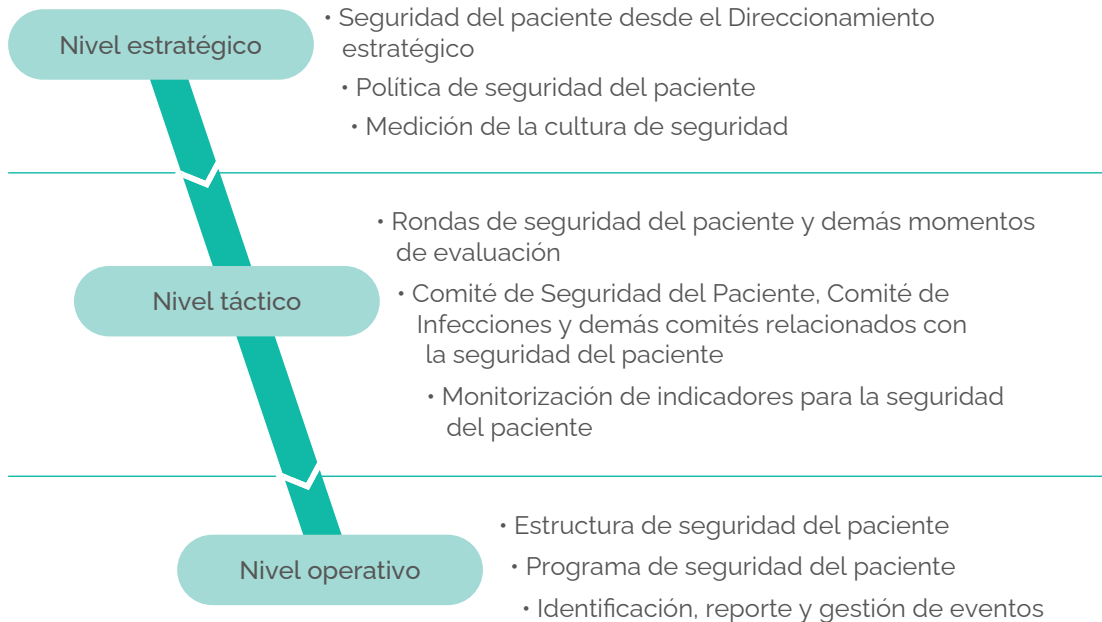 Nivel estratégico
• Seguridad del paciente desde el Direccionamiento
estratégico
• Política de seguridad del paciente
• Medición de la cultura de seguridad
Nivel táctico
• Rondas de seguridad del paciente y demás momentos
de evaluación
• Comité de Seguridad del Paciente, Comité de
Infecciones y demás comités relacionados con
la seguridad del paciente
• Monitorización de indicadores para la seguridad
del paciente
Nivel operativo
• Estructura de seguridad del paciente
• Programa de seguridad del paciente
• Identificación, reporte y gestión de eventos